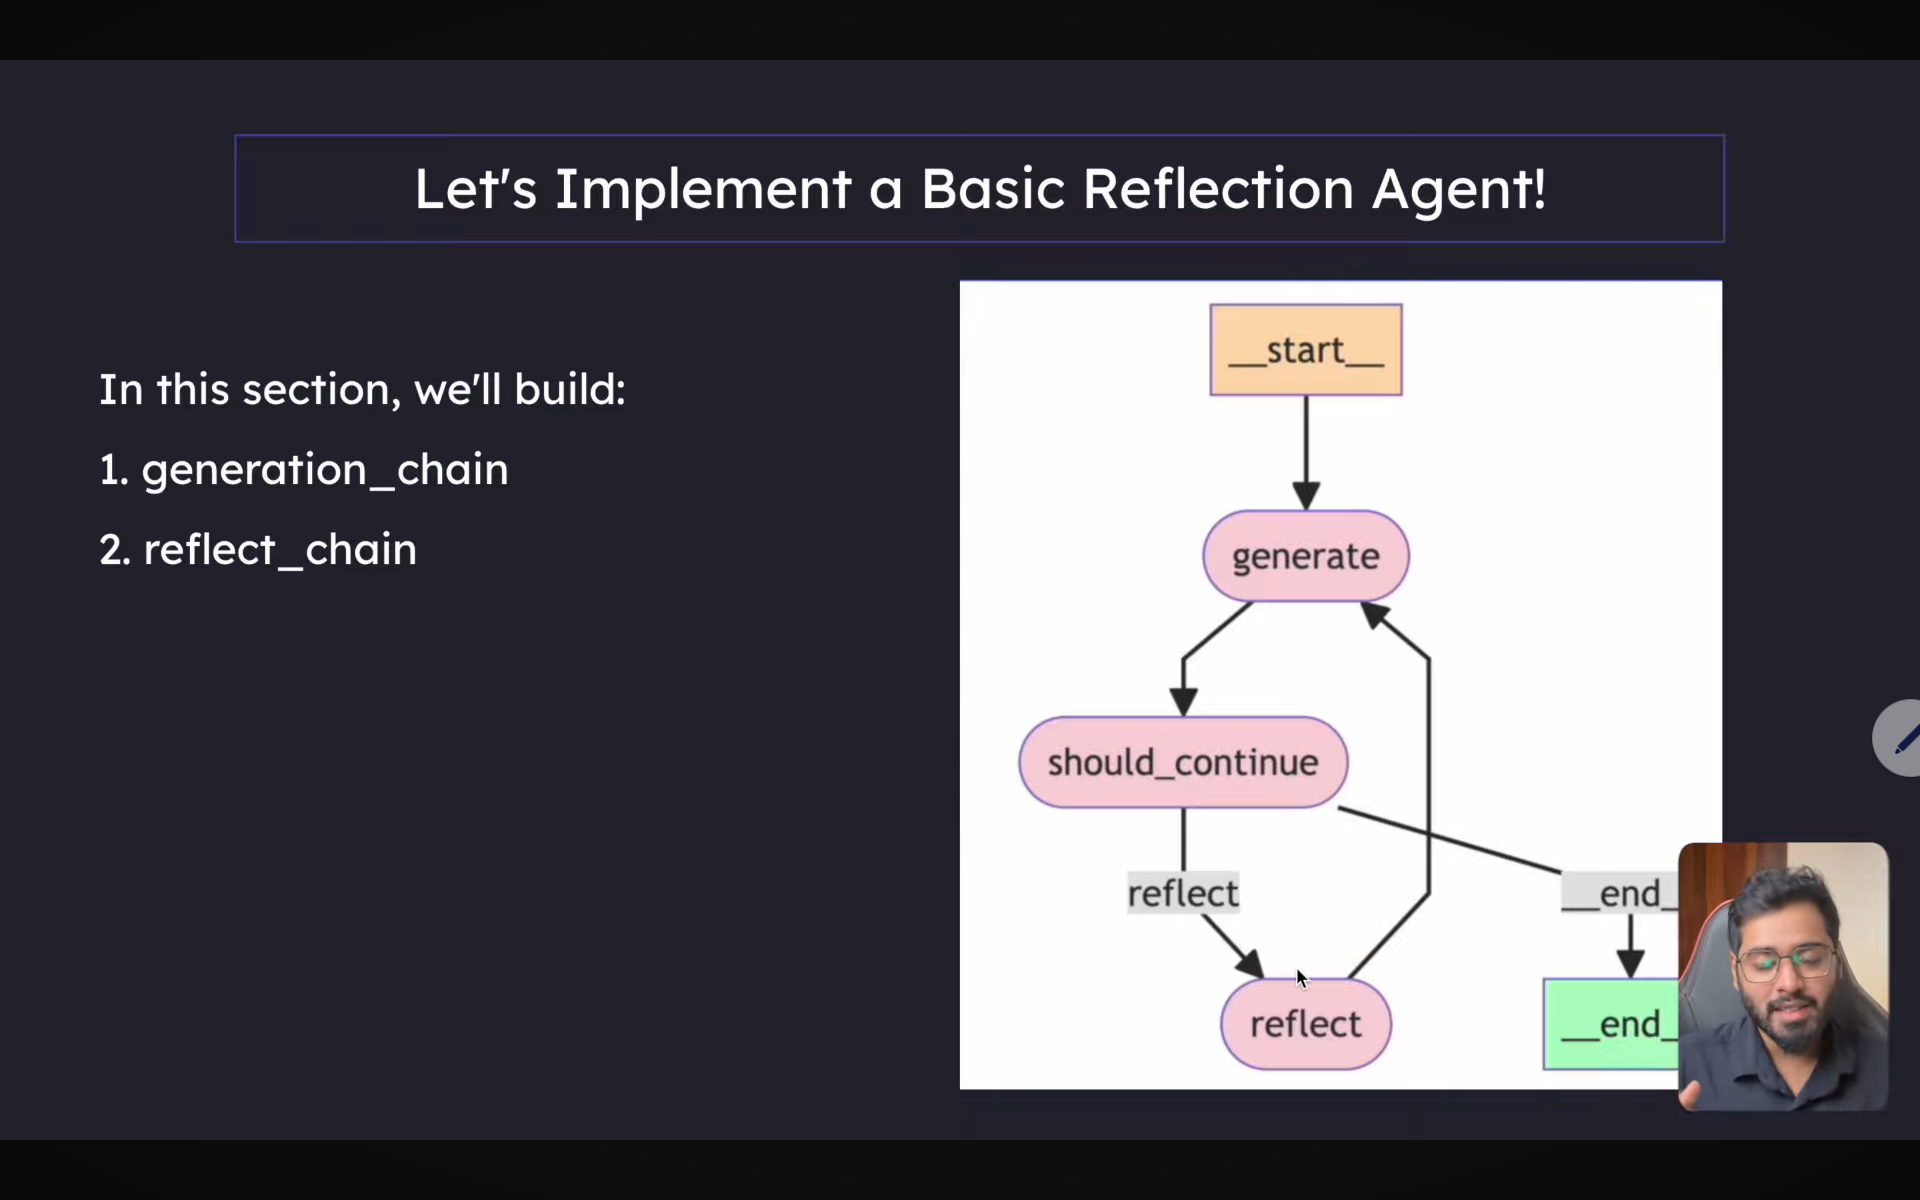 Let's Implement a Basic Reflection Agent!
In this section, we'll build:
1. generation_chain
2. reflect_chain
__start__
generate
should_continue
reflect
__end_
reflect
__end_